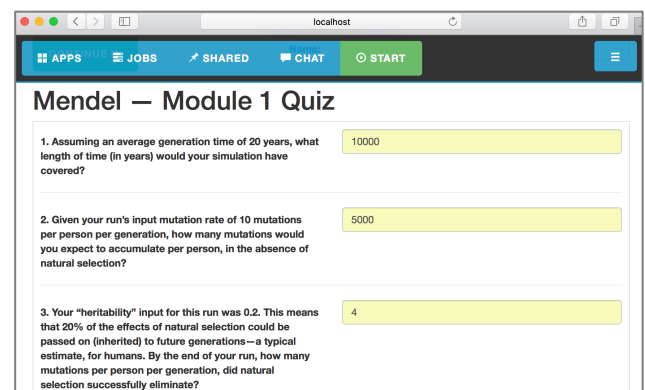 localhost
CONTINUE
Name:
APPS JOBS SHARED CHAT START
Mendel — Module 1 Quiz
1. Assuming an average generation time of 20 years, what
length of time (in years) would your simulation have
covered?
10000
2. Given your run's input mutation rate of 10 mutations
per person per generation, how many mutations would
you expect to accumulate per person, in the absence of
natural selection?
5000
3. Your “heritability” input for this run was 0.2. This means
that 20% of the effects of natural selection could be
passed on (inherited) to future generations—a typical
estimate, for humans. By the end of your run, how many
mutations per person per generation, did natural
selection successfully eliminate?
4